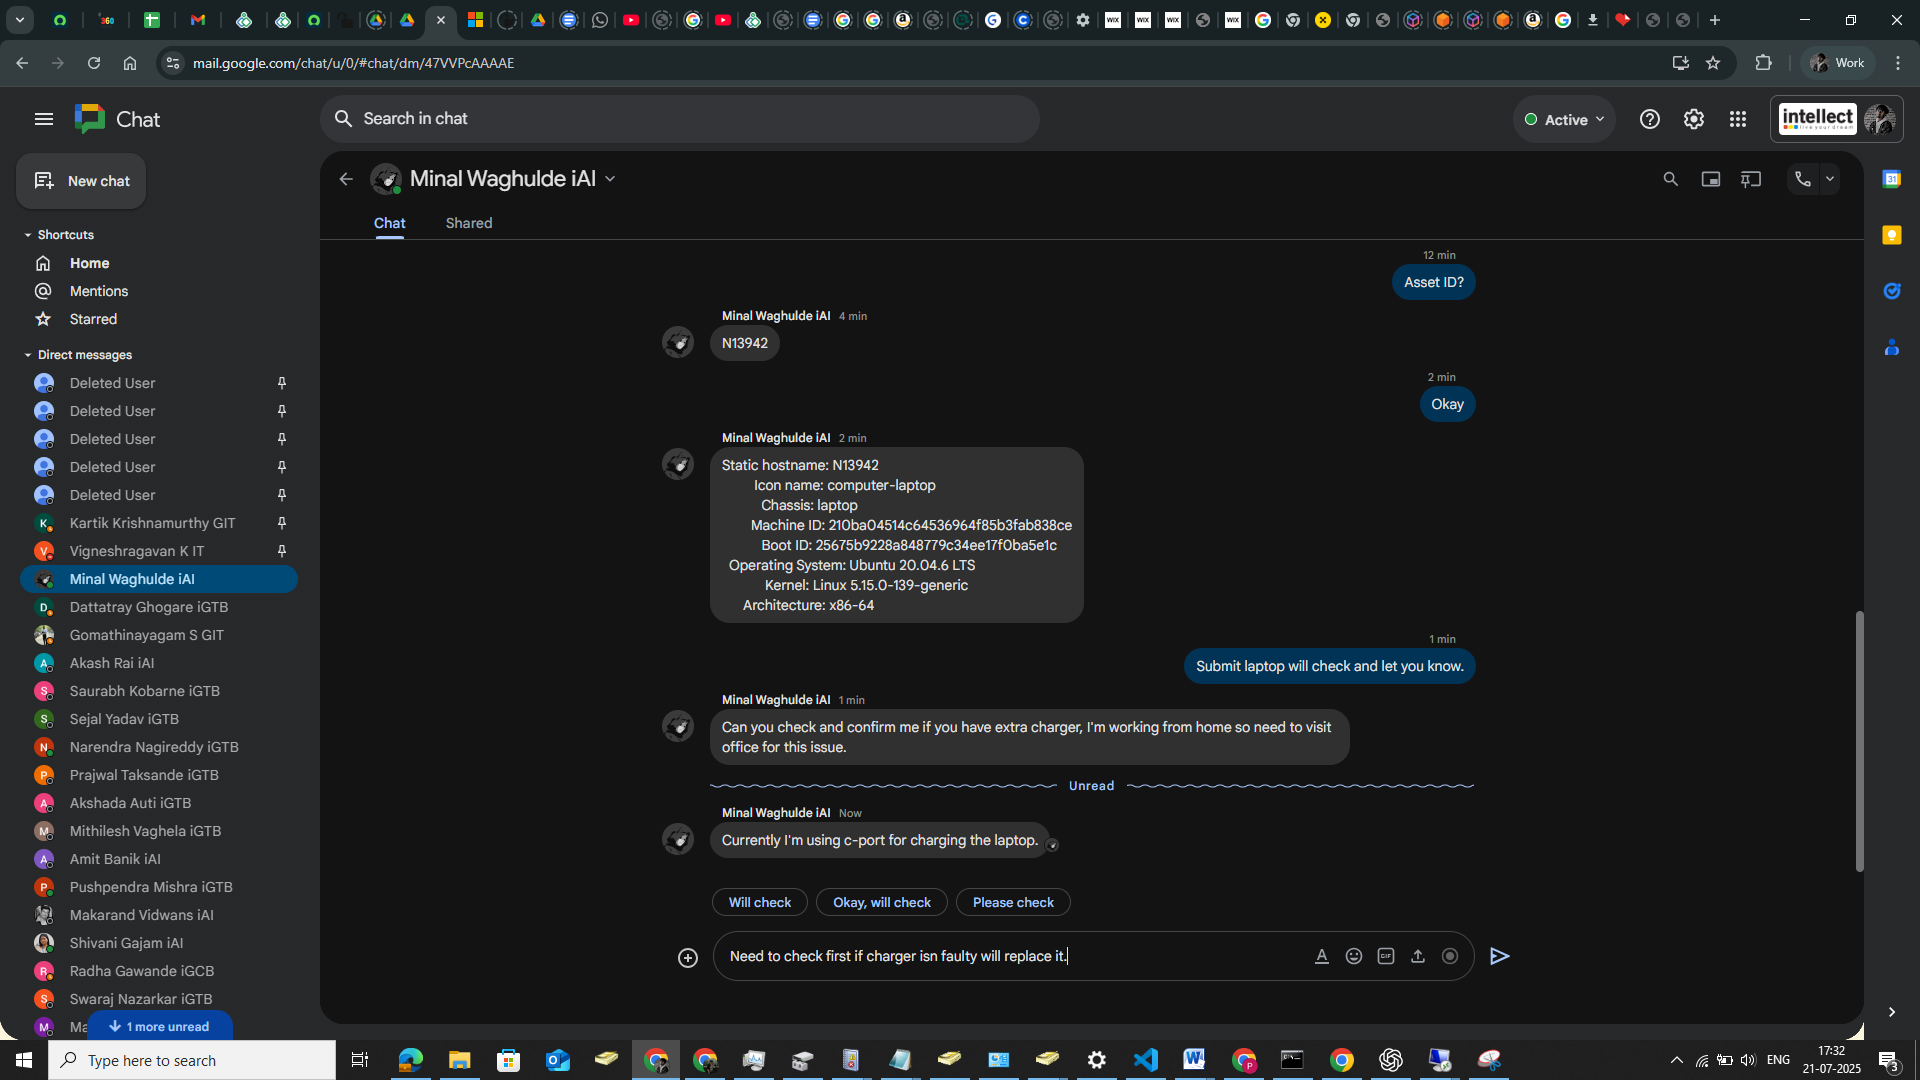 360
WIX
WIX
WIX
WIX
mail.google.com/chat/u/0/#chat/dm/47VVPcAAAAE
Work
Chat
Search in chat
Active
intellect
New chat
Minal Waghulde iAI
Chat
Shared
Shortcuts
Home
Mentions
Starred
Direct messages
Deleted User
Deleted User
Deleted User
Deleted User
Deleted User
K Kartik Krishnamurthy GIT
V Vigneshragavan K IT
Minal Waghulde iAI
D Dattatray Ghogare iGTB
Gomathinayagam S GIT
A Akash Rai iAI
S Saurabh Kobarne iGTB
S Sejal Yadav iGTB
N Narendra Nagireddy iGTB
P Prajwal Taksande iGTB
A Akshada Auti iGTB
M Mithilesh Vaghela iGTB
A Amit Banik iAI
P Pushpendra Mishra iGTB
Makarand Vidwans iAI
Shivani Gajam iAI
R Radha Gawande iGCB
S Swaraj Nazarkar iGTB
M Ma
1 more unread
12 min
Asset ID?
Minal Waghulde iAI 4 min
N13942
2 min
Okay
Minal Waghulde iAI 2 min
Static hostname: N13942
Icon name: computer-laptop
Chassis: laptop
Machine ID: 210ba04514c64536964f85b3fab838ce
Boot ID: 25675b9228a848779c34ee17f0ba5e1c
Operating System: Ubuntu 20.04.6 LTS
Kernel: Linux 5.15.0-139-generic
Architecture: x86-64
1 min
Submit laptop will check and let you know.
Minal Waghulde iAI 1 min
Can you check and confirm me if you have extra charger, I'm working from home so need to visit
office for this issue.
Unread
Minal Waghulde iAI Now
Currently I'm using c-port for charging the laptop.
Will check
Okay, will check
Please check
Need to check first if charger isn faulty will replace it.
GIF
31
Type here to search
ENG
17:32
21-07-2025
3